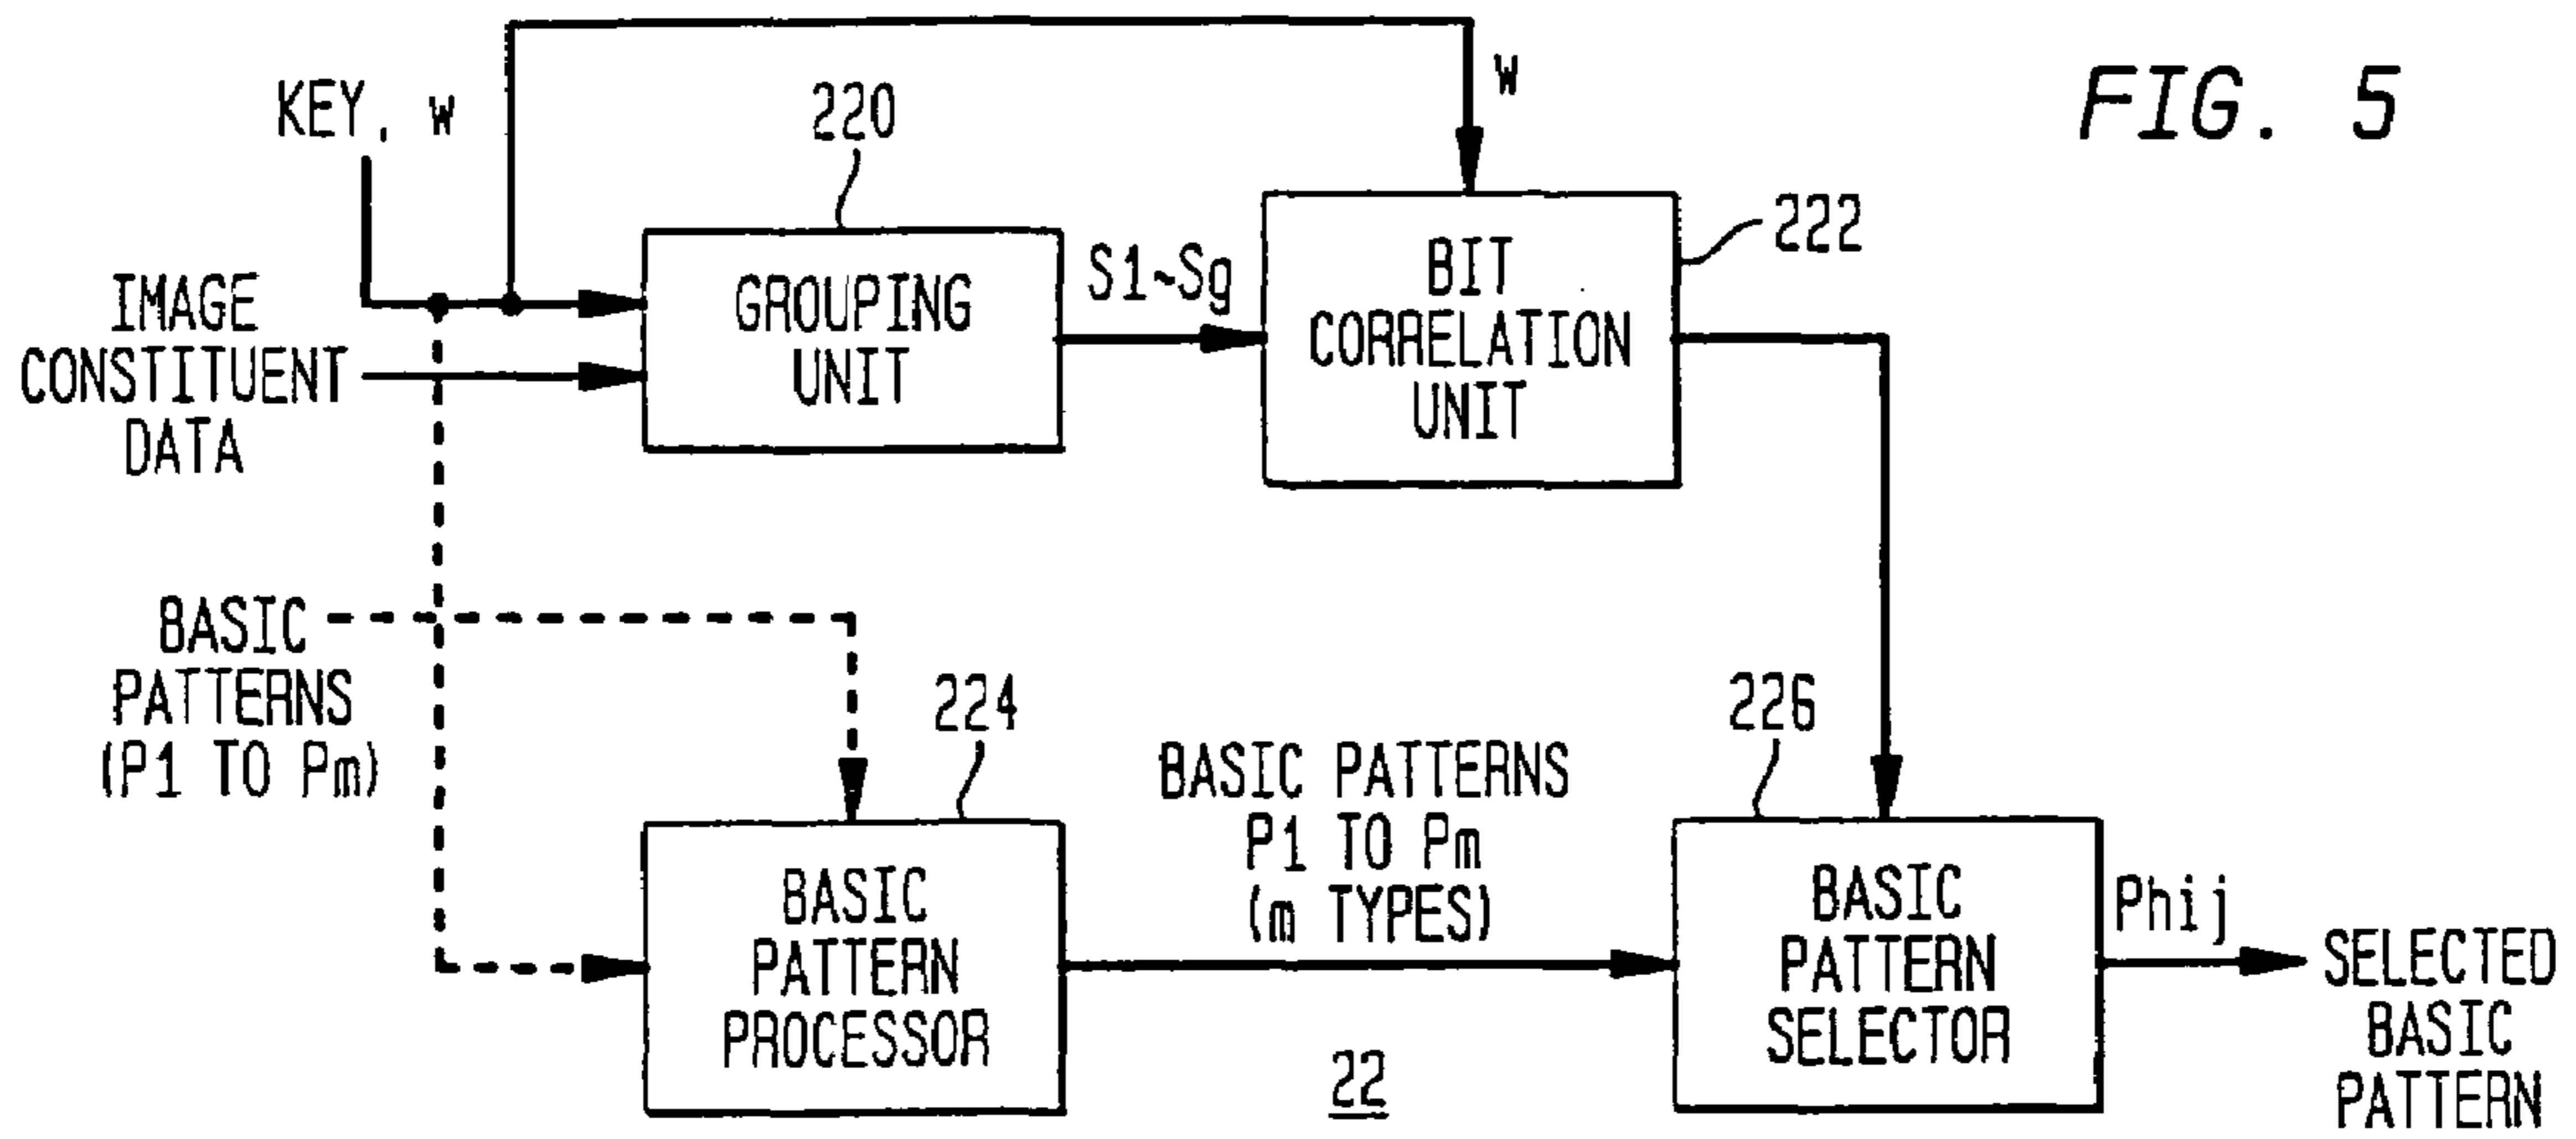 FIG. 5
KEY, w
w
220
222
IMAGE
CONSTITUENT
DATA
GROUPING
UNIT
S1~Sg
BIT
CORRELATION
UNIT
BASIC
PATTERNS
(P1 TO Pm)
224
226
BASIC PATTERNS
P1 TO Pm
(m TYPES)
BASIC
PATTERN
PROCESSOR
BASIC
PATTERN
SELECTOR
Phij
SELECTED
BASIC
PATTERN
22